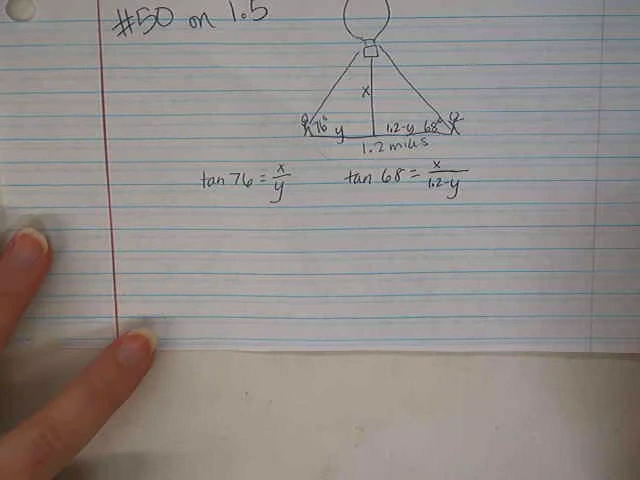 #50 on 1.5
x
76° y 1.2-y 68°
1.2 miles
tan 76 = x/y tan 68 = x/1.2-y